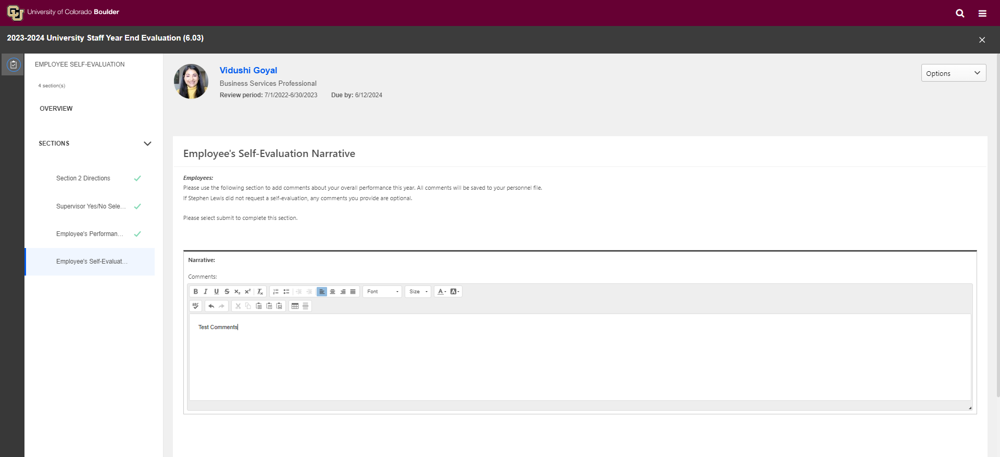 University of Colorado Boulder
2023-2024 University Staff Year End Evaluation (6.03)
EMPLOYEE SELF-EVALUATION
4 section(s)
OVERVIEW
SECTIONS
Section 2 Directions
Supervisor Yes/No Sele...
Employee's Performan...
Employee's Self-Evaluat...
Vidushi Goyal
Business Services Professional
Review period: 7/1/2022-6/30/2023 Due by: 6/12/2024
Options
Employee's Self-Evaluation Narrative
Employees:
Please use the following section to add comments about your overall performance this year. All comments will be saved to your personnel file.
If Stephen Lewis did not request a self-evaluation, any comments you provide are optional.
Please select submit to complete this section.
Narrative:
Comments:
Font
Size
Test Comments